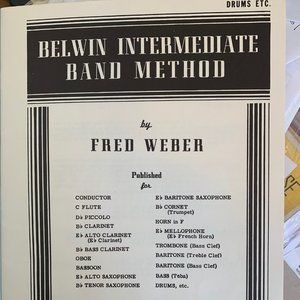 DRUMS ETC.
BELWIN INTERMEDIATE
BAND METHOD
by
FRED WEBER
Published
for
CONDUCTOR
C FLUTE
D♭ PICCOLO
B♭ CLARINET
E♭ ALTO CLARINET
(E♭ Clarinet)
B♭ BASS CLARINET
OBOE
BASSOON
E♭ ALTO SAXOPHONE
B♭ TENOR SAXOPHONE
E♭ BARITONE SAXOPHONE
B♭ CORNET
(Trumpet)
HORN in F
E♭ MELLOPHONE
(E♭ French Horn)
TROMBONE (Bass Clef)
BARITONE (Treble Clef)
BARITONE (Bass Clef)
BASS (Tuba)
DRUMS, etc.